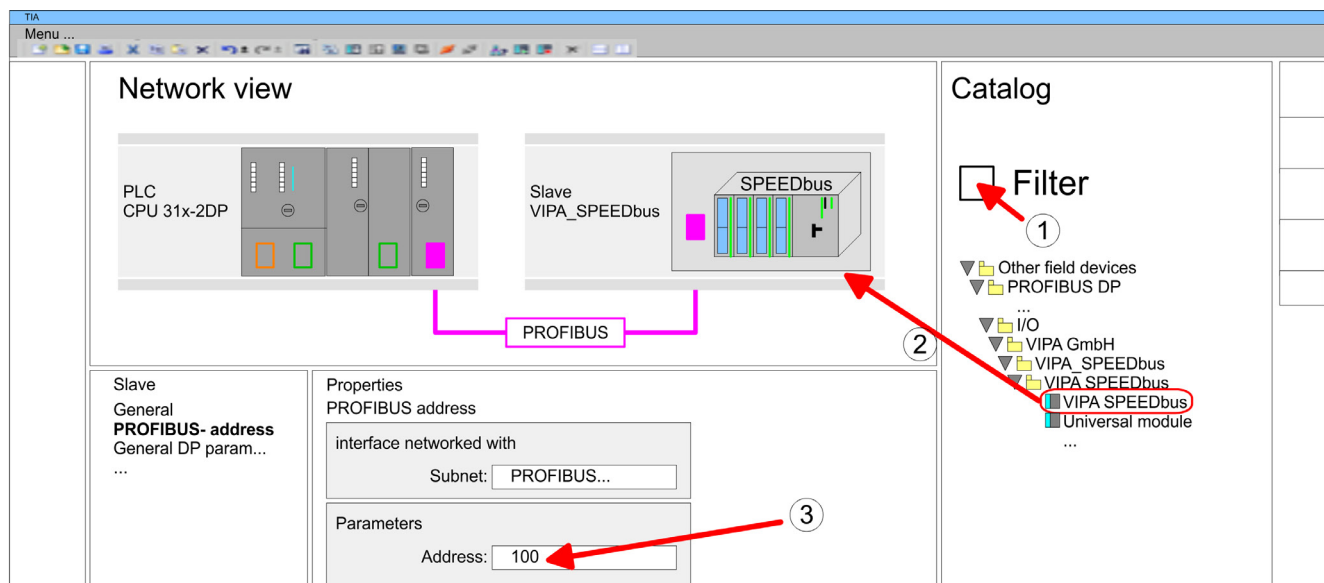 TIA
Menu ...
Network view
PLC
CPU 31x-2DP
Slave
VIPA_SPEEDbus
SPEEDbus
PROFIBUS
2
Catalog
Filter
1
Other field devices
PROFIBUS DP
...
I/O
VIPA GmbH
VIPA_SPEEDbus
VIPA SPEEDbus
VIPA SPEEDbus
Universal module
...
Slave
General
PROFIBUS- address
General DP param...
...
Properties
PROFIBUS address
interface networked with
Subnet: PROFIBUS...
Parameters
Address: 100
3